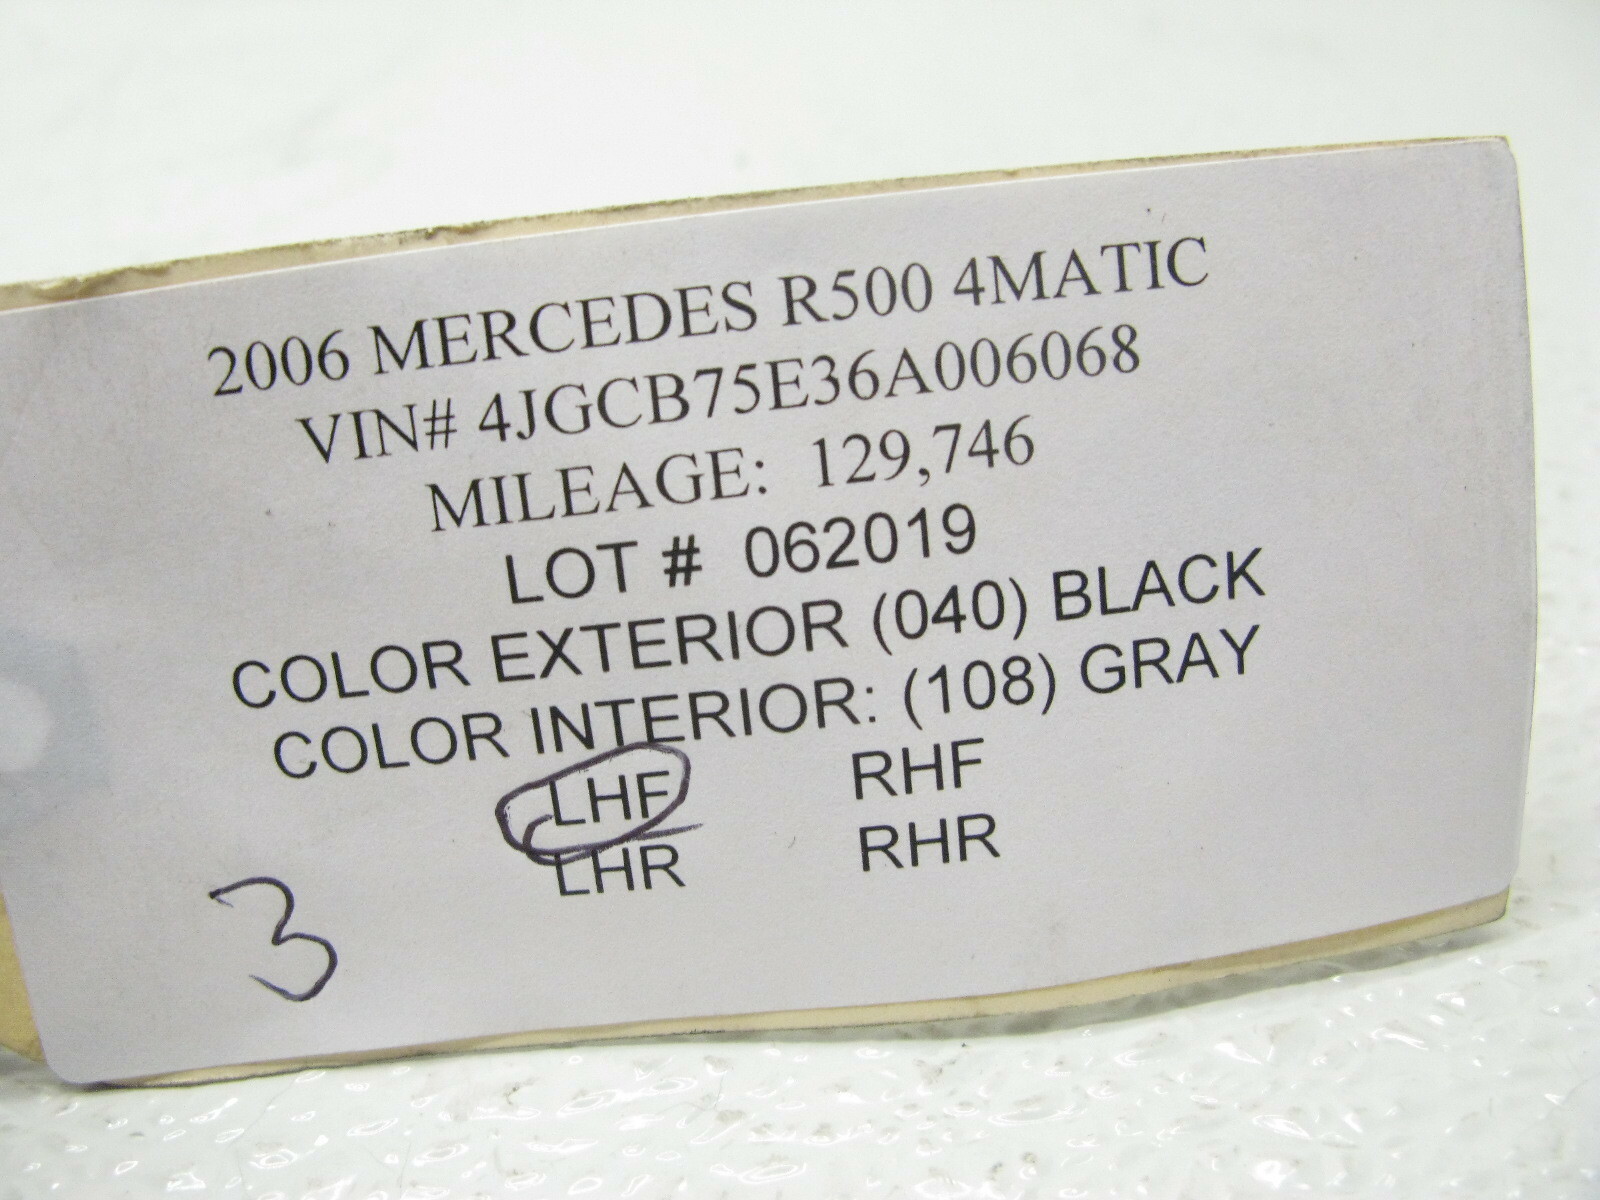 2006 MERCEDES R500 4MATIC
VIN# 4JGCB75E36A006068
MILEAGE: 129,746
LOT # 062019
COLOR EXTERIOR (040) BLACK
COLOR INTERIOR: (108) GRAY
LHF RHF
LHR RHR
3